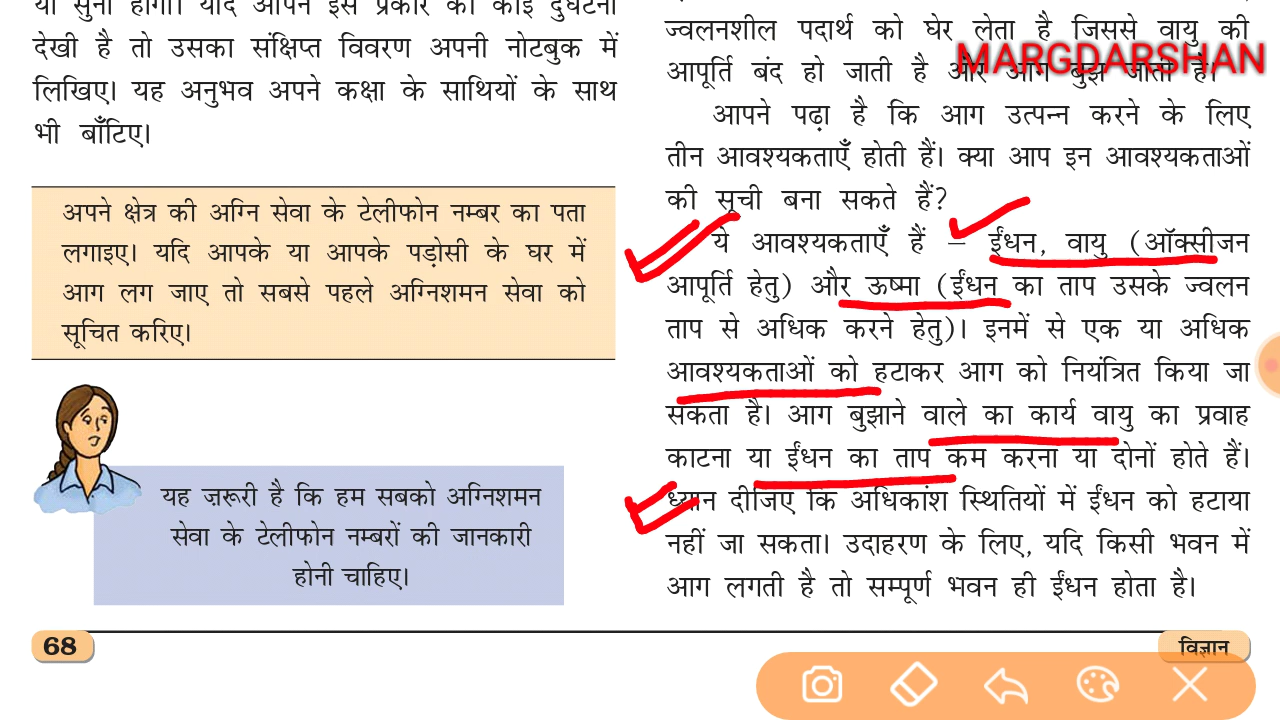 या सुना होगा। यदि आपने इस प्रकार की कोई दुर्घटना
देखी है तो उसका संक्षिप्त विवरण अपनी नोटबुक में
लिखिए। यह अनुभव अपने कक्षा के साथियों के साथ
भी बाँटिए।
अपने क्षेत्र की अग्नि सेवा के टेलीफोन नम्बर का पता
लगाइए। यदि आपके या आपके पड़ोसी के घर में
आग लग जाए तो सबसे पहले अग्निशमन सेवा को
सूचित करिए।
यह ज़रूरी है कि हम सबको अग्निशमन
सेवा के टेलीफोन नम्बरों की जानकारी
होनी चाहिए।
68
ज्वलनशील पदार्थ को घेर लेता है जिससे वायु की
MARGDARSHAN
आपूर्ति बंद हो जाती है और आग बुझ जाती है।
आपने पढ़ा है कि आग उत्पन्न करने के लिए
तीन आवश्यकताएँ होती हैं। क्या आप इन आवश्यकताओं
की सूची बना सकते हैं?
ये आवश्यकताएँ हैं – ईंधन, वायु (ऑक्सीजन
आपूर्ति हेतु) और ऊष्मा (ईंधन का ताप उसके ज्वलन
ताप से अधिक करने हेतु)। इनमें से एक या अधिक
आवश्यकताओं को हटाकर आग को नियंत्रित किया जा
सकता है। आग बुझाने वाले का कार्य वायु का प्रवाह
काटना या ईंधन का ताप कम करना या दोनों होते हैं।
ध्यान दीजिए कि अधिकांश स्थितियों में ईंधन को हटाया
नहीं जा सकता। उदाहरण के लिए, यदि किसी भवन में
आग लगती है तो सम्पूर्ण भवन ही ईंधन होता है।
विज्ञान